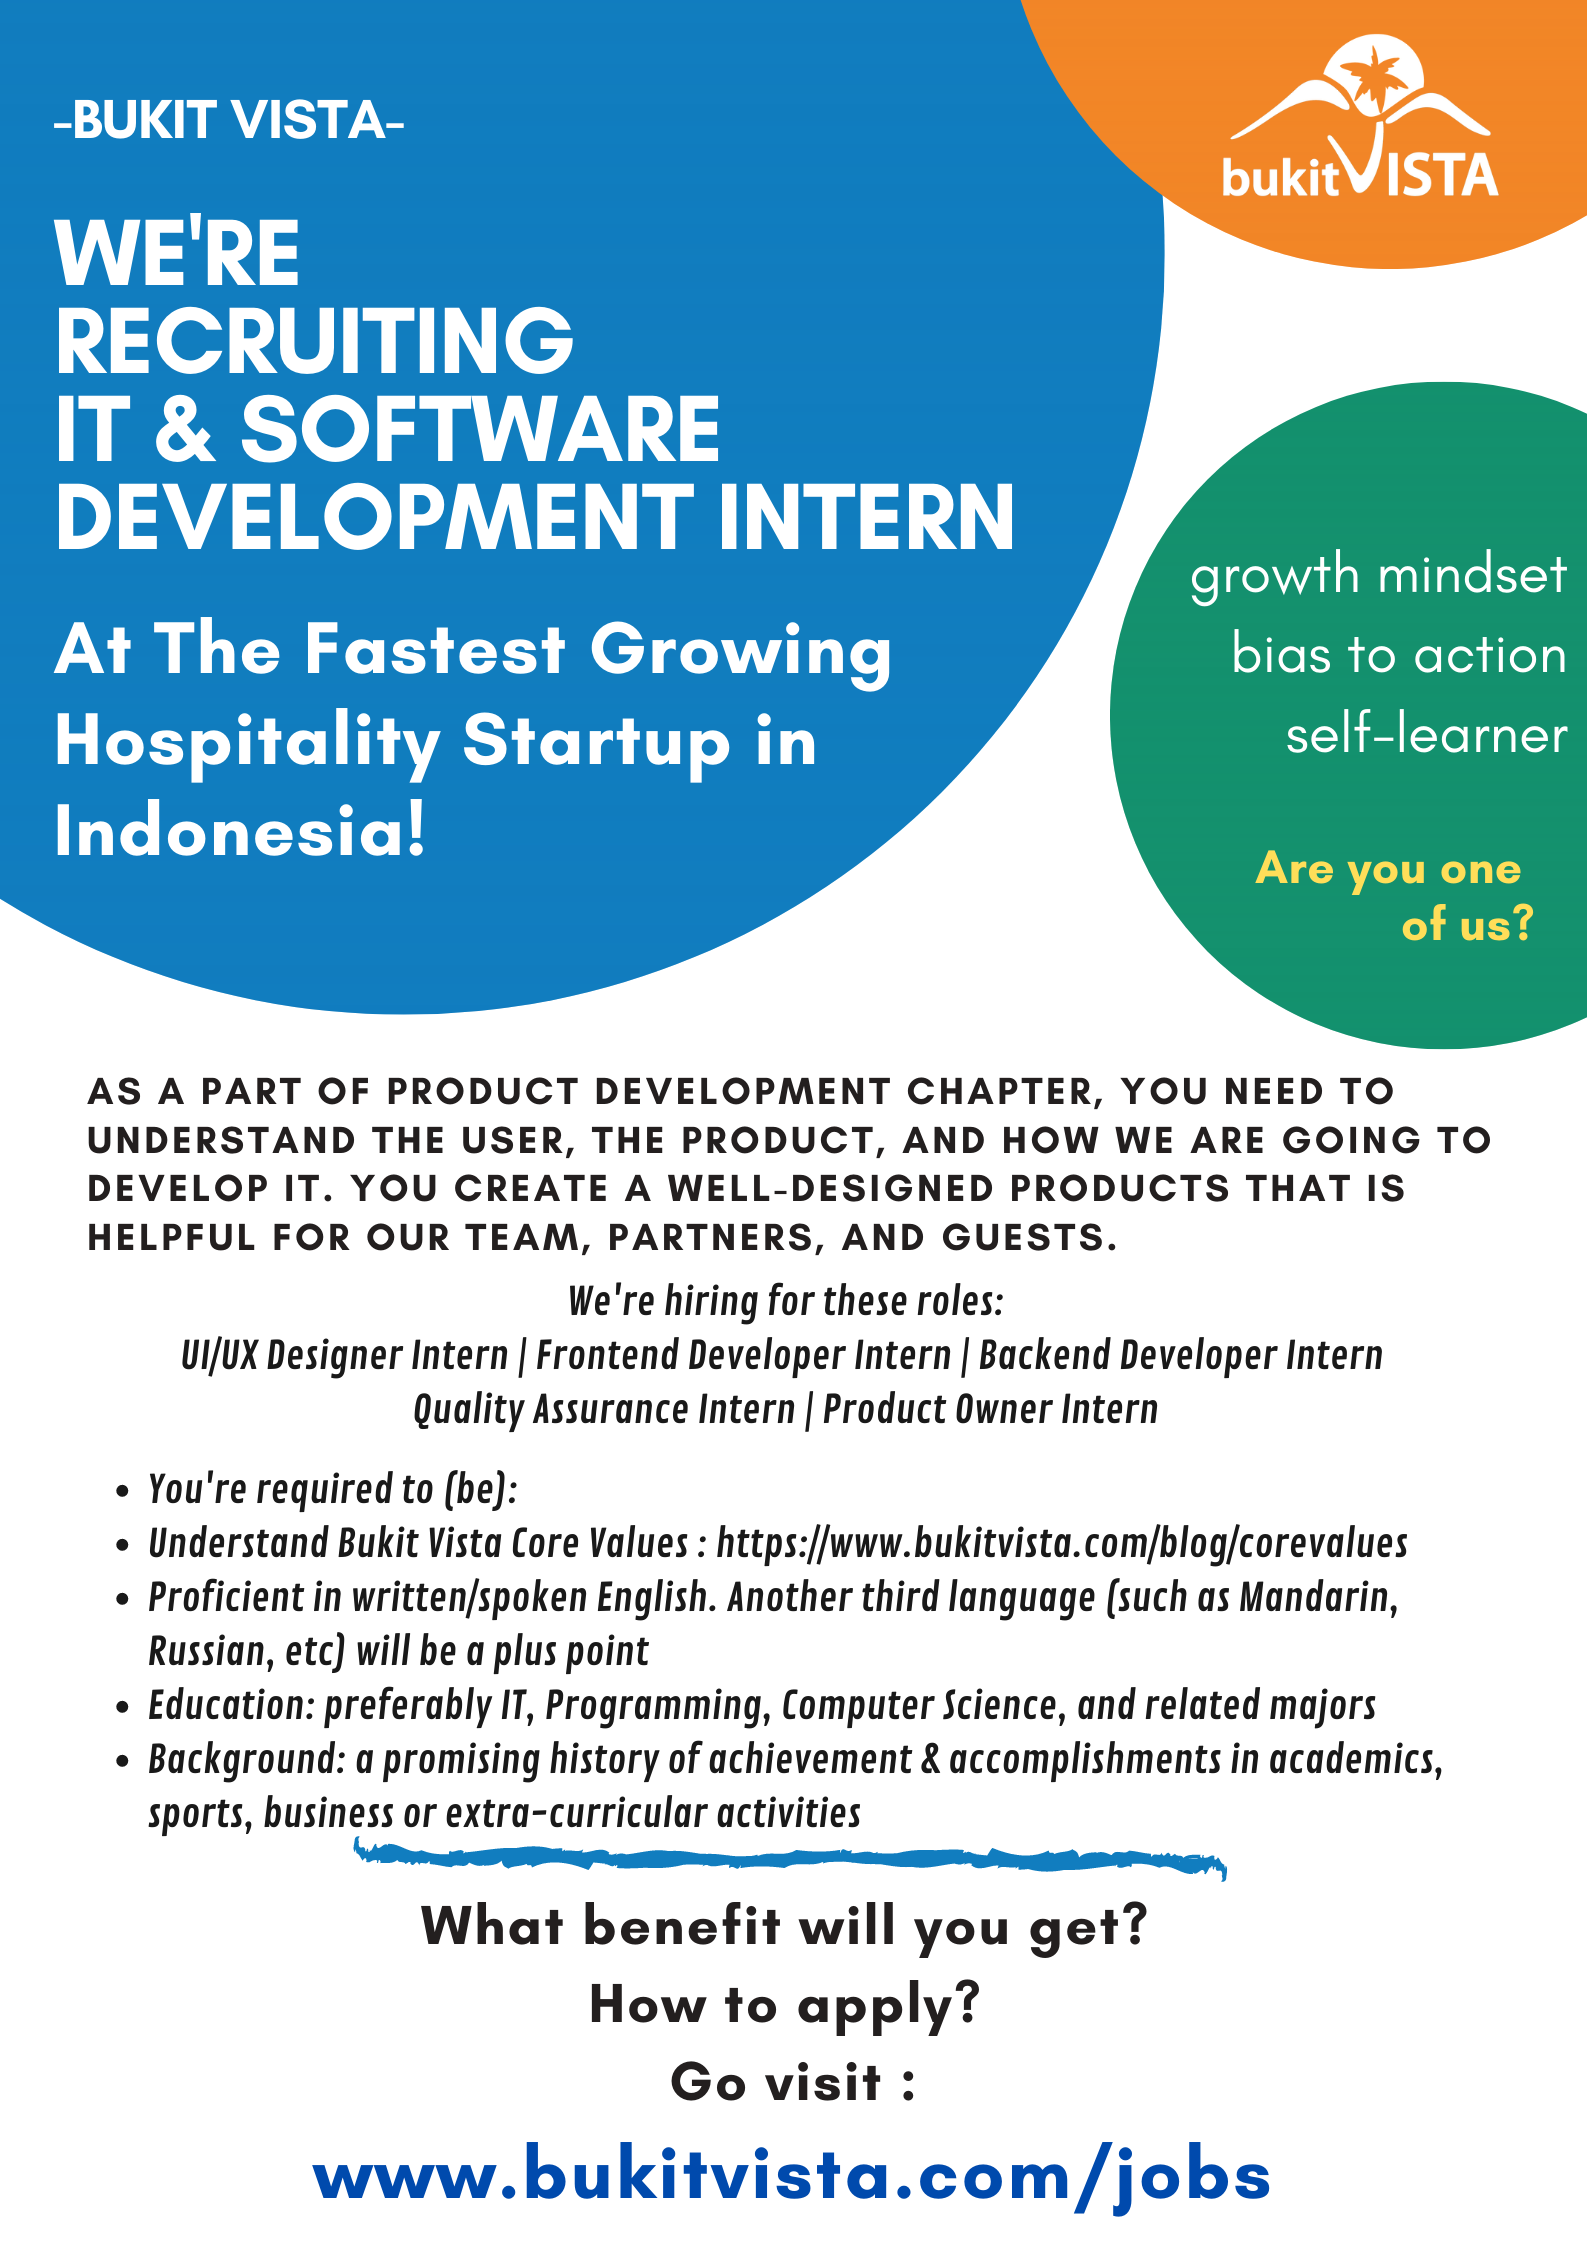 -BUKIT VISTA-
bukit VISTA
WE'RE
RECRUITING
IT & SOFTWARE
DEVELOPMENT INTERN
At The Fastest Growing
Hospitality Startup in
Indonesia!
growth mindset
bias to action
self-learner
Are you one
of us?
AS A PART OF PRODUCT DEVELOPMENT CHAPTER, YOU NEED TO
UNDERSTAND THE USER, THE PRODUCT, AND HOW WE ARE GOING TO
DEVELOP IT. YOU CREATE A WELL-DESIGNED PRODUCTS THAT IS
HELPFUL FOR OUR TEAM, PARTNERS, AND GUESTS.
We're hiring for these roles:
UI/UX Designer Intern | Frontend Developer Intern | Backend Developer Intern
Quality Assurance Intern | Product Owner Intern
• You're required to (be):
• Understand Bukit Vista Core Values : https://www.bukitvista.com/blog/corevalues
• Proficient in written/spoken English. Another third language (such as Mandarin,
Russian, etc) will be a plus point
• Education: preferably IT, Programming, Computer Science, and related majors
• Background: a promising history of achievement & accomplishments in academics,
sports, business or extra-curricular activities
What benefit will you get?
How to apply?
Go visit :
www.bukitvista.com/jobs